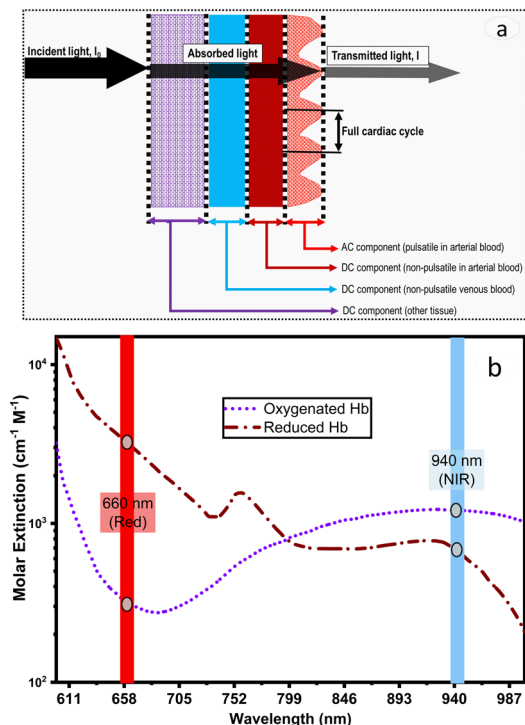 a
Incident light, I₀
Absorbed light
Transmitted light, I
Full cardiac cycle
AC component (pulsatile in arterial blood)
DC component (non-pulsatile in arterial blood)
DC component (non-pulsatile venous blood)
DC component (other tissue)
b
Molar Extinction (cm⁻¹ M⁻¹)
10⁴
10³
10²
Oxygenated Hb
Reduced Hb
660 nm
(Red)
940 nm
(NIR)
611 658 705 752 799 846 893 940 987
Wavelength (nm)